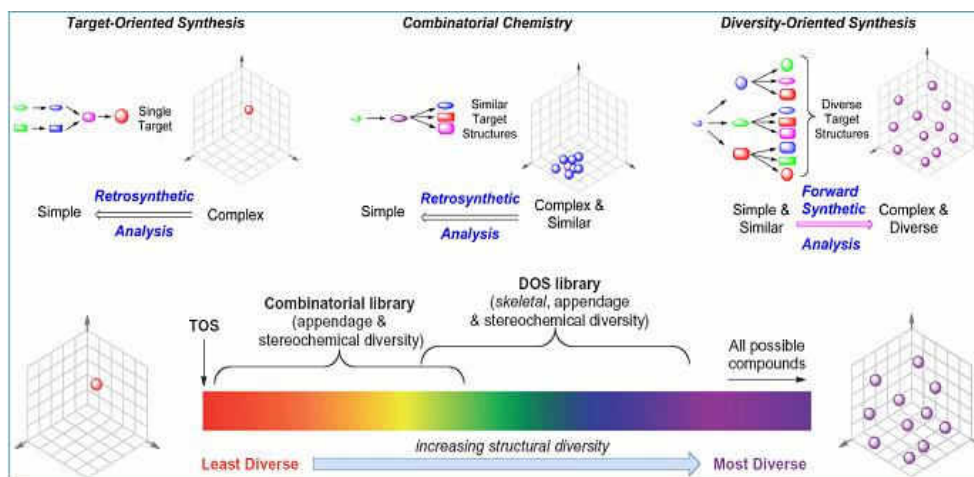 Target-Oriented Synthesis
Combinatorial Chemistry
Diversity-Oriented Synthesis
Single
Target
Similar
Target
Structures
Diverse
Target
Structures
Retrosynthetic
Simple
Complex
Analysis
Retrosynthetic
Simple
Complex &
Similar
Analysis
Forward
Synthetic
Simple &
Similar
Complex &
Diverse
Analysis
TOS
Combinatorial library
(appendage &
stereochemical diversity)
DOS library
(skeletal, appendage
& stereochemical diversity)
All possible
compounds
increasing structural diversity
Least Diverse
Most Diverse